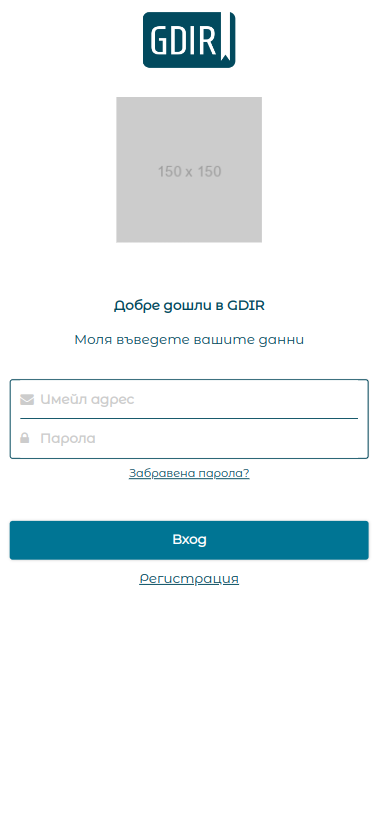 GDIR
150 x 150
Добре дошли в GDIR
Моля въведете вашите данни
Имейл адрес
Парола
Забравена парола?
Вход
Регистрация